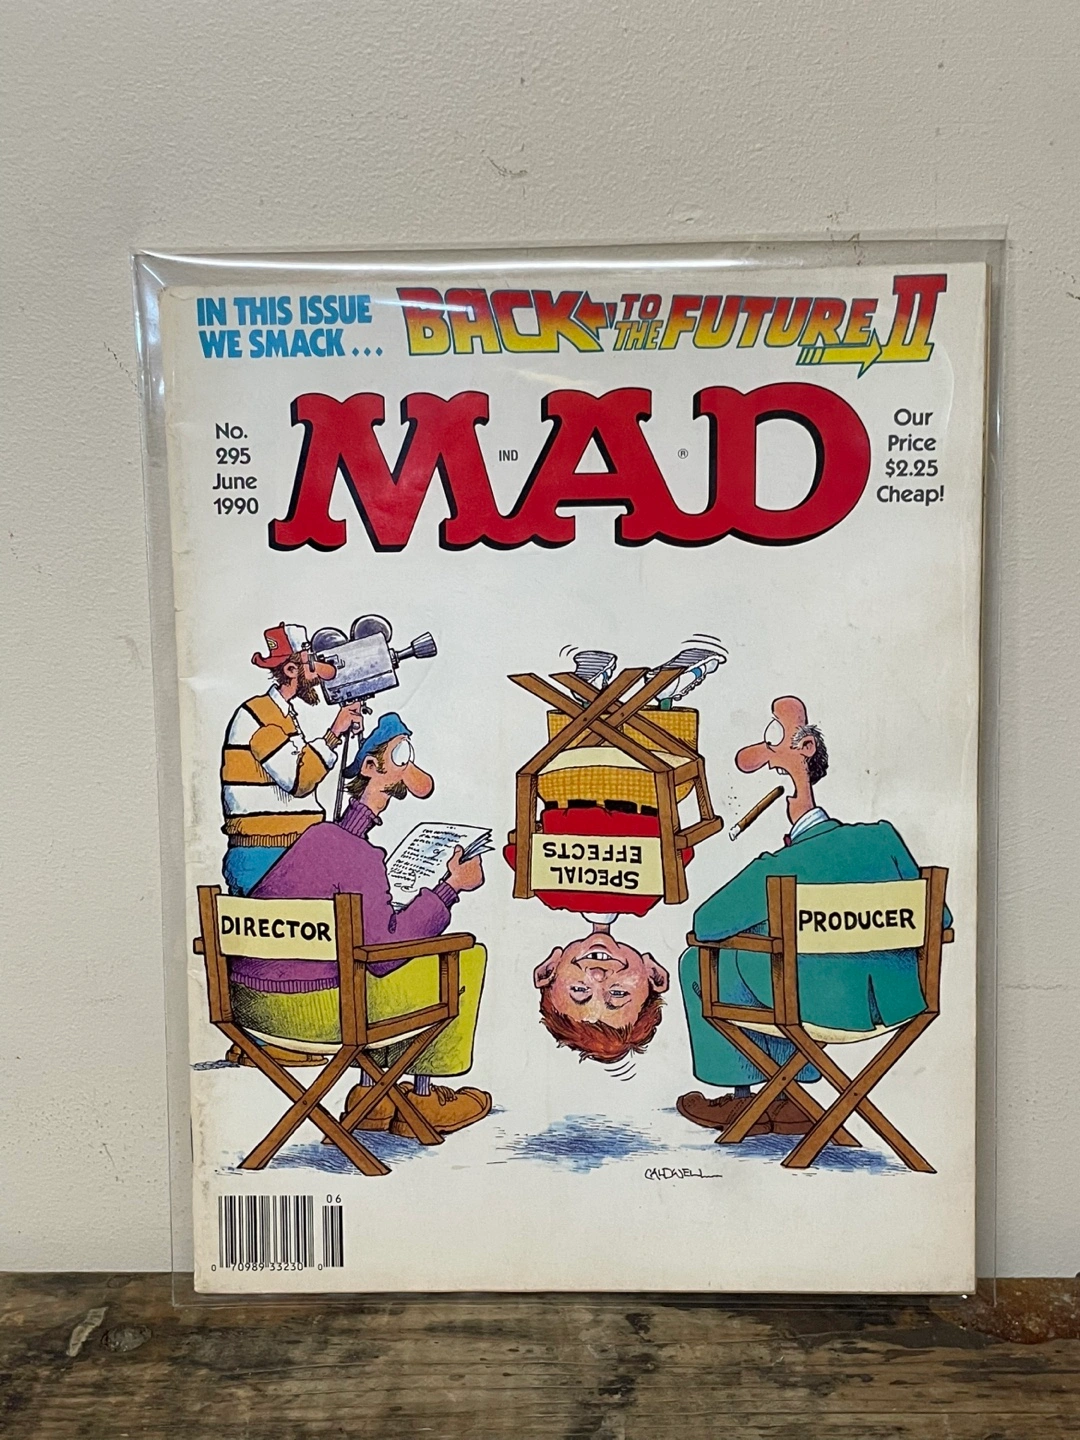 IN THIS ISSUE
WE SMACK...
BACK TO THE FUTURE II
MAD
IND
®
No.
295
June
1990
Our
Price
$2.25
Cheap!
SPECIAL
EFFECTS
DIRECTOR
PRODUCER
CALDWELL
06
0 70989 33230 0